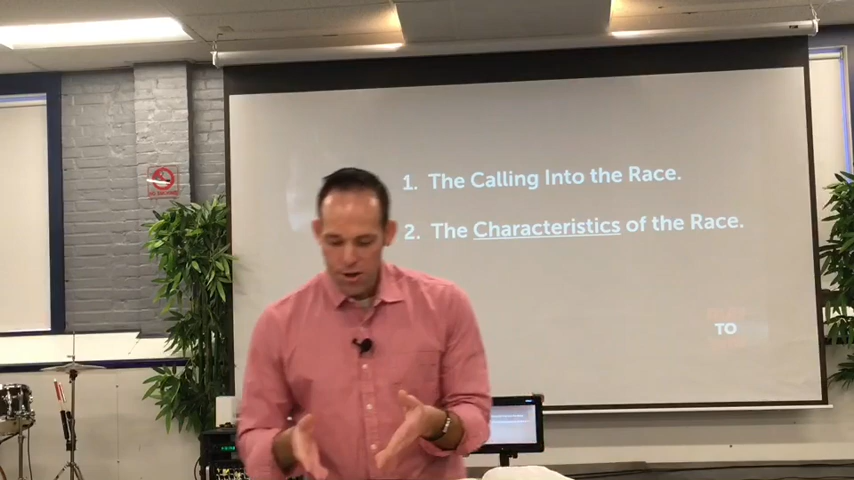 1. The Calling Into the Race.
2. The Characteristics of the Race.
TO